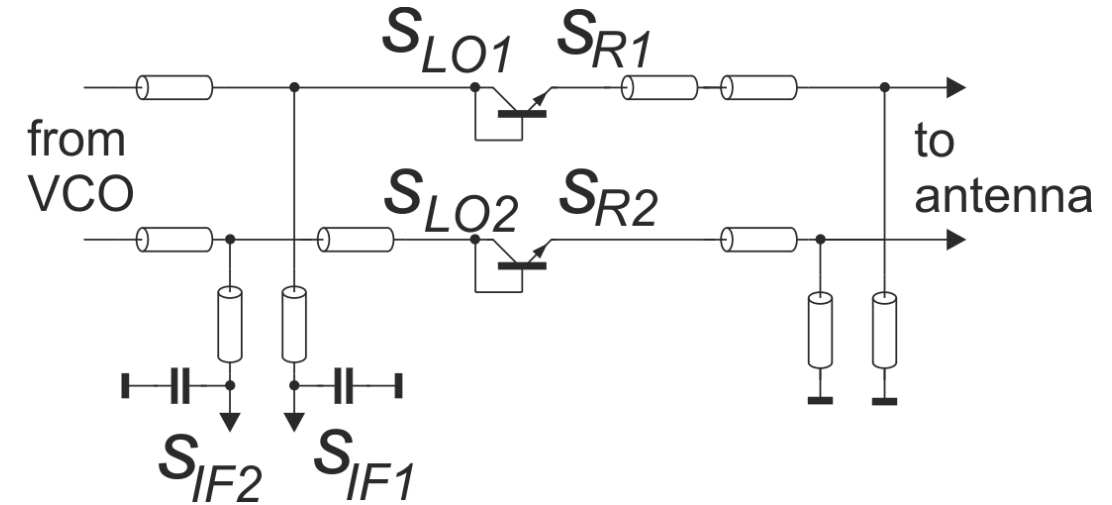 S_LO1 S_R1
from
VCO
to
antenna
S_LO2 S_R2
S_IF2 S_IF1